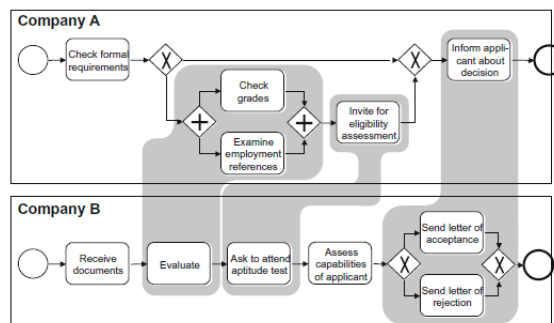 Company A
Check formal
requirements
Check
grades
Examine
employment
references
Invite for
eligibility
assessment
Inform appli-
cant about
decision
Company B
Receive
documents
Evaluate
Ask to attend
aptitude test
Assess
capabilities
of applicant
Send letter of
acceptance
Send letter of
rejection